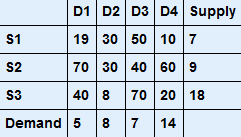 D1 D2 D3 D4 Supply
S1 19 30 50 10 7
S2 70 30 40 60 9
S3 40 8 70 20 18
Demand 5 8 7 14